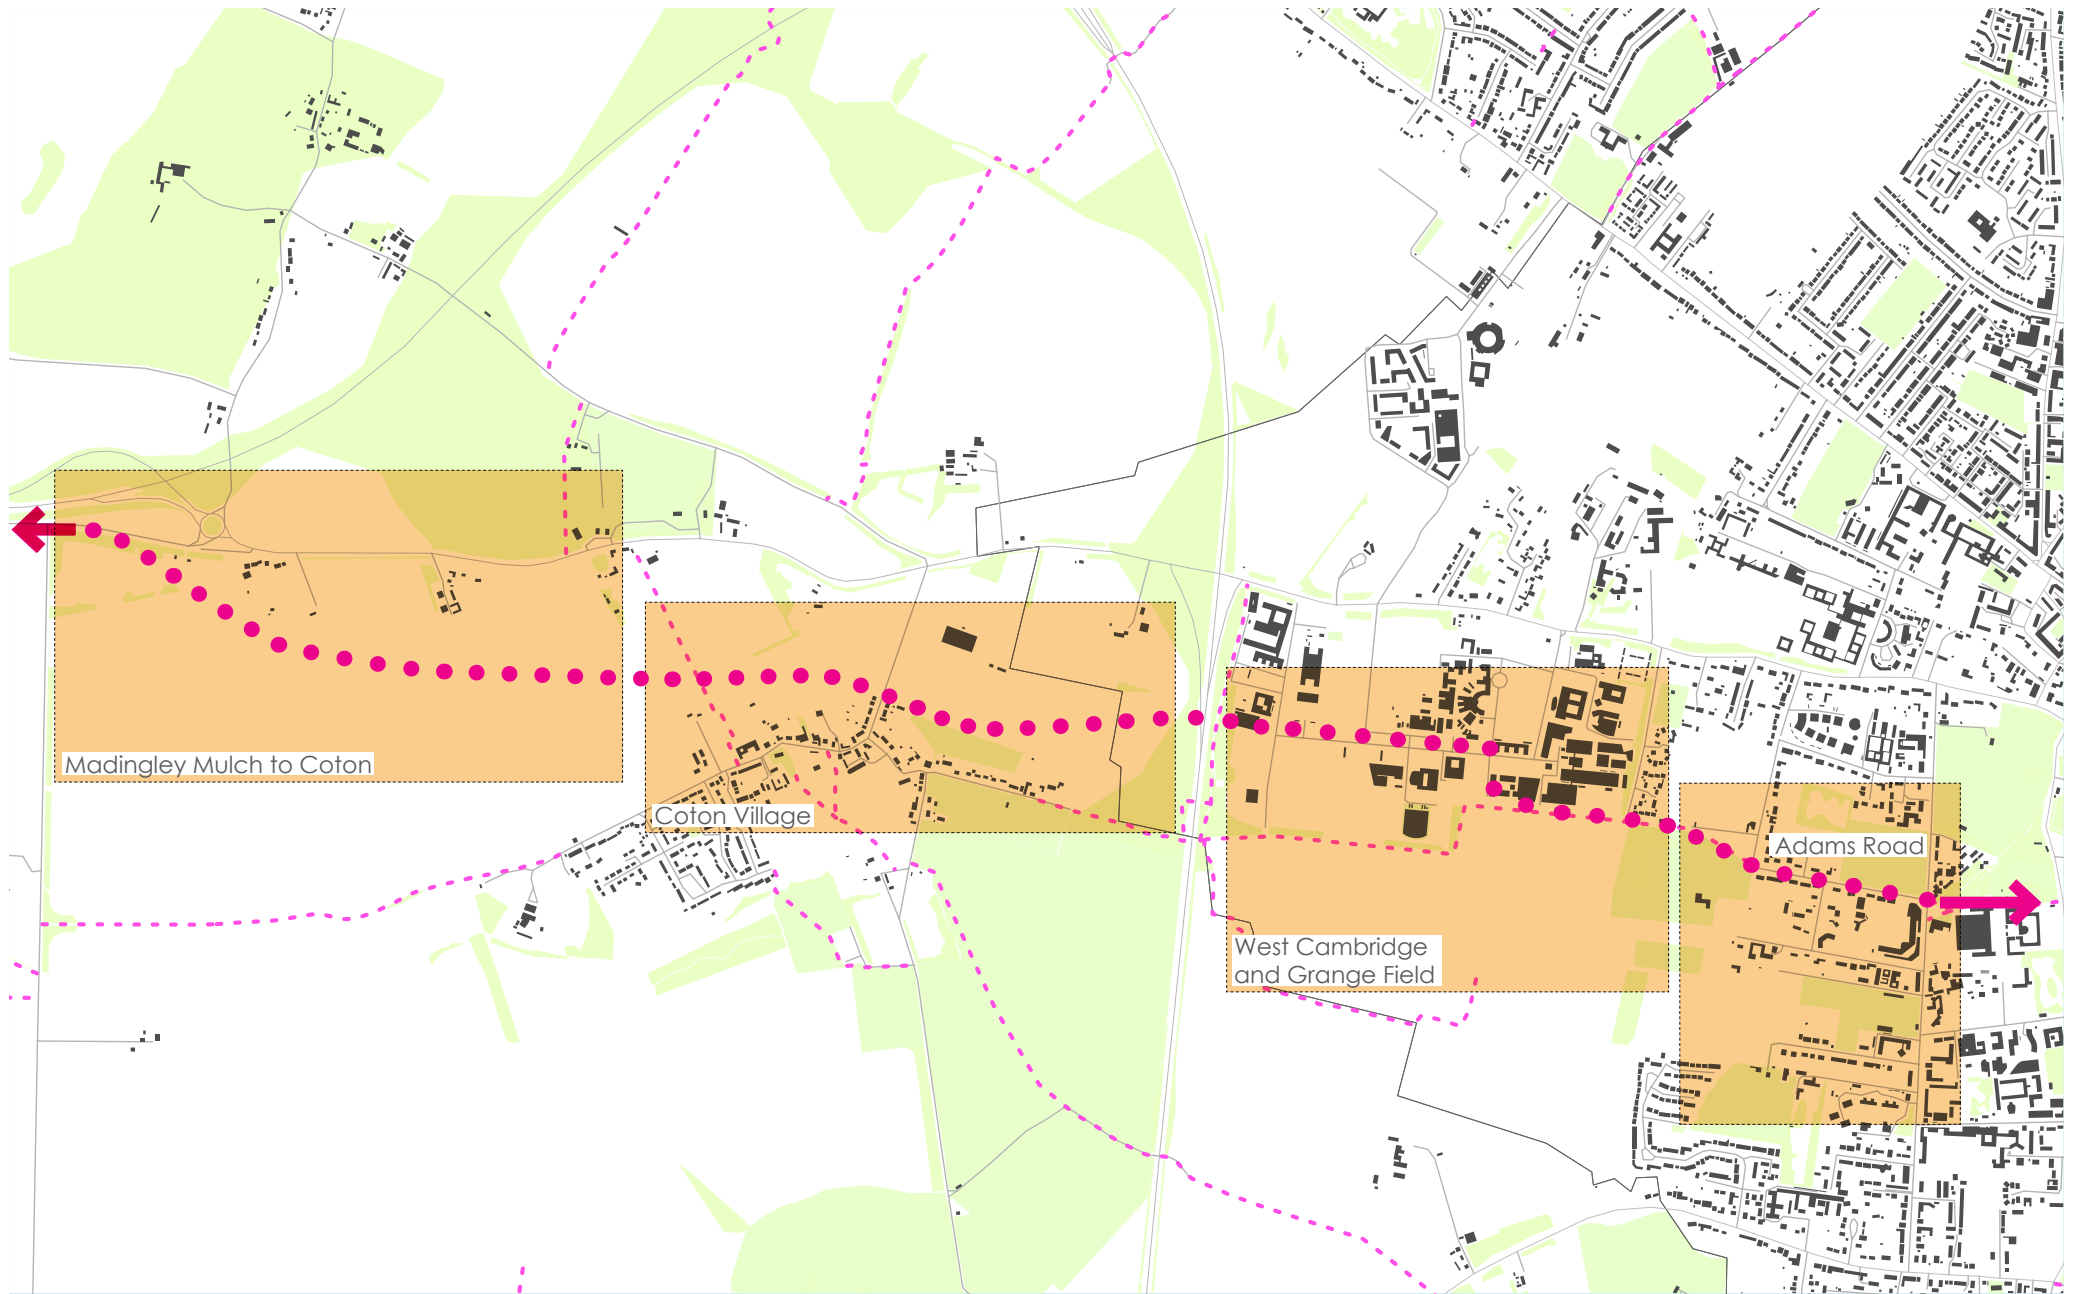 Madingley Mulch to Coton
Coton Village
Adams Road
West Cambridge
and Grange Field